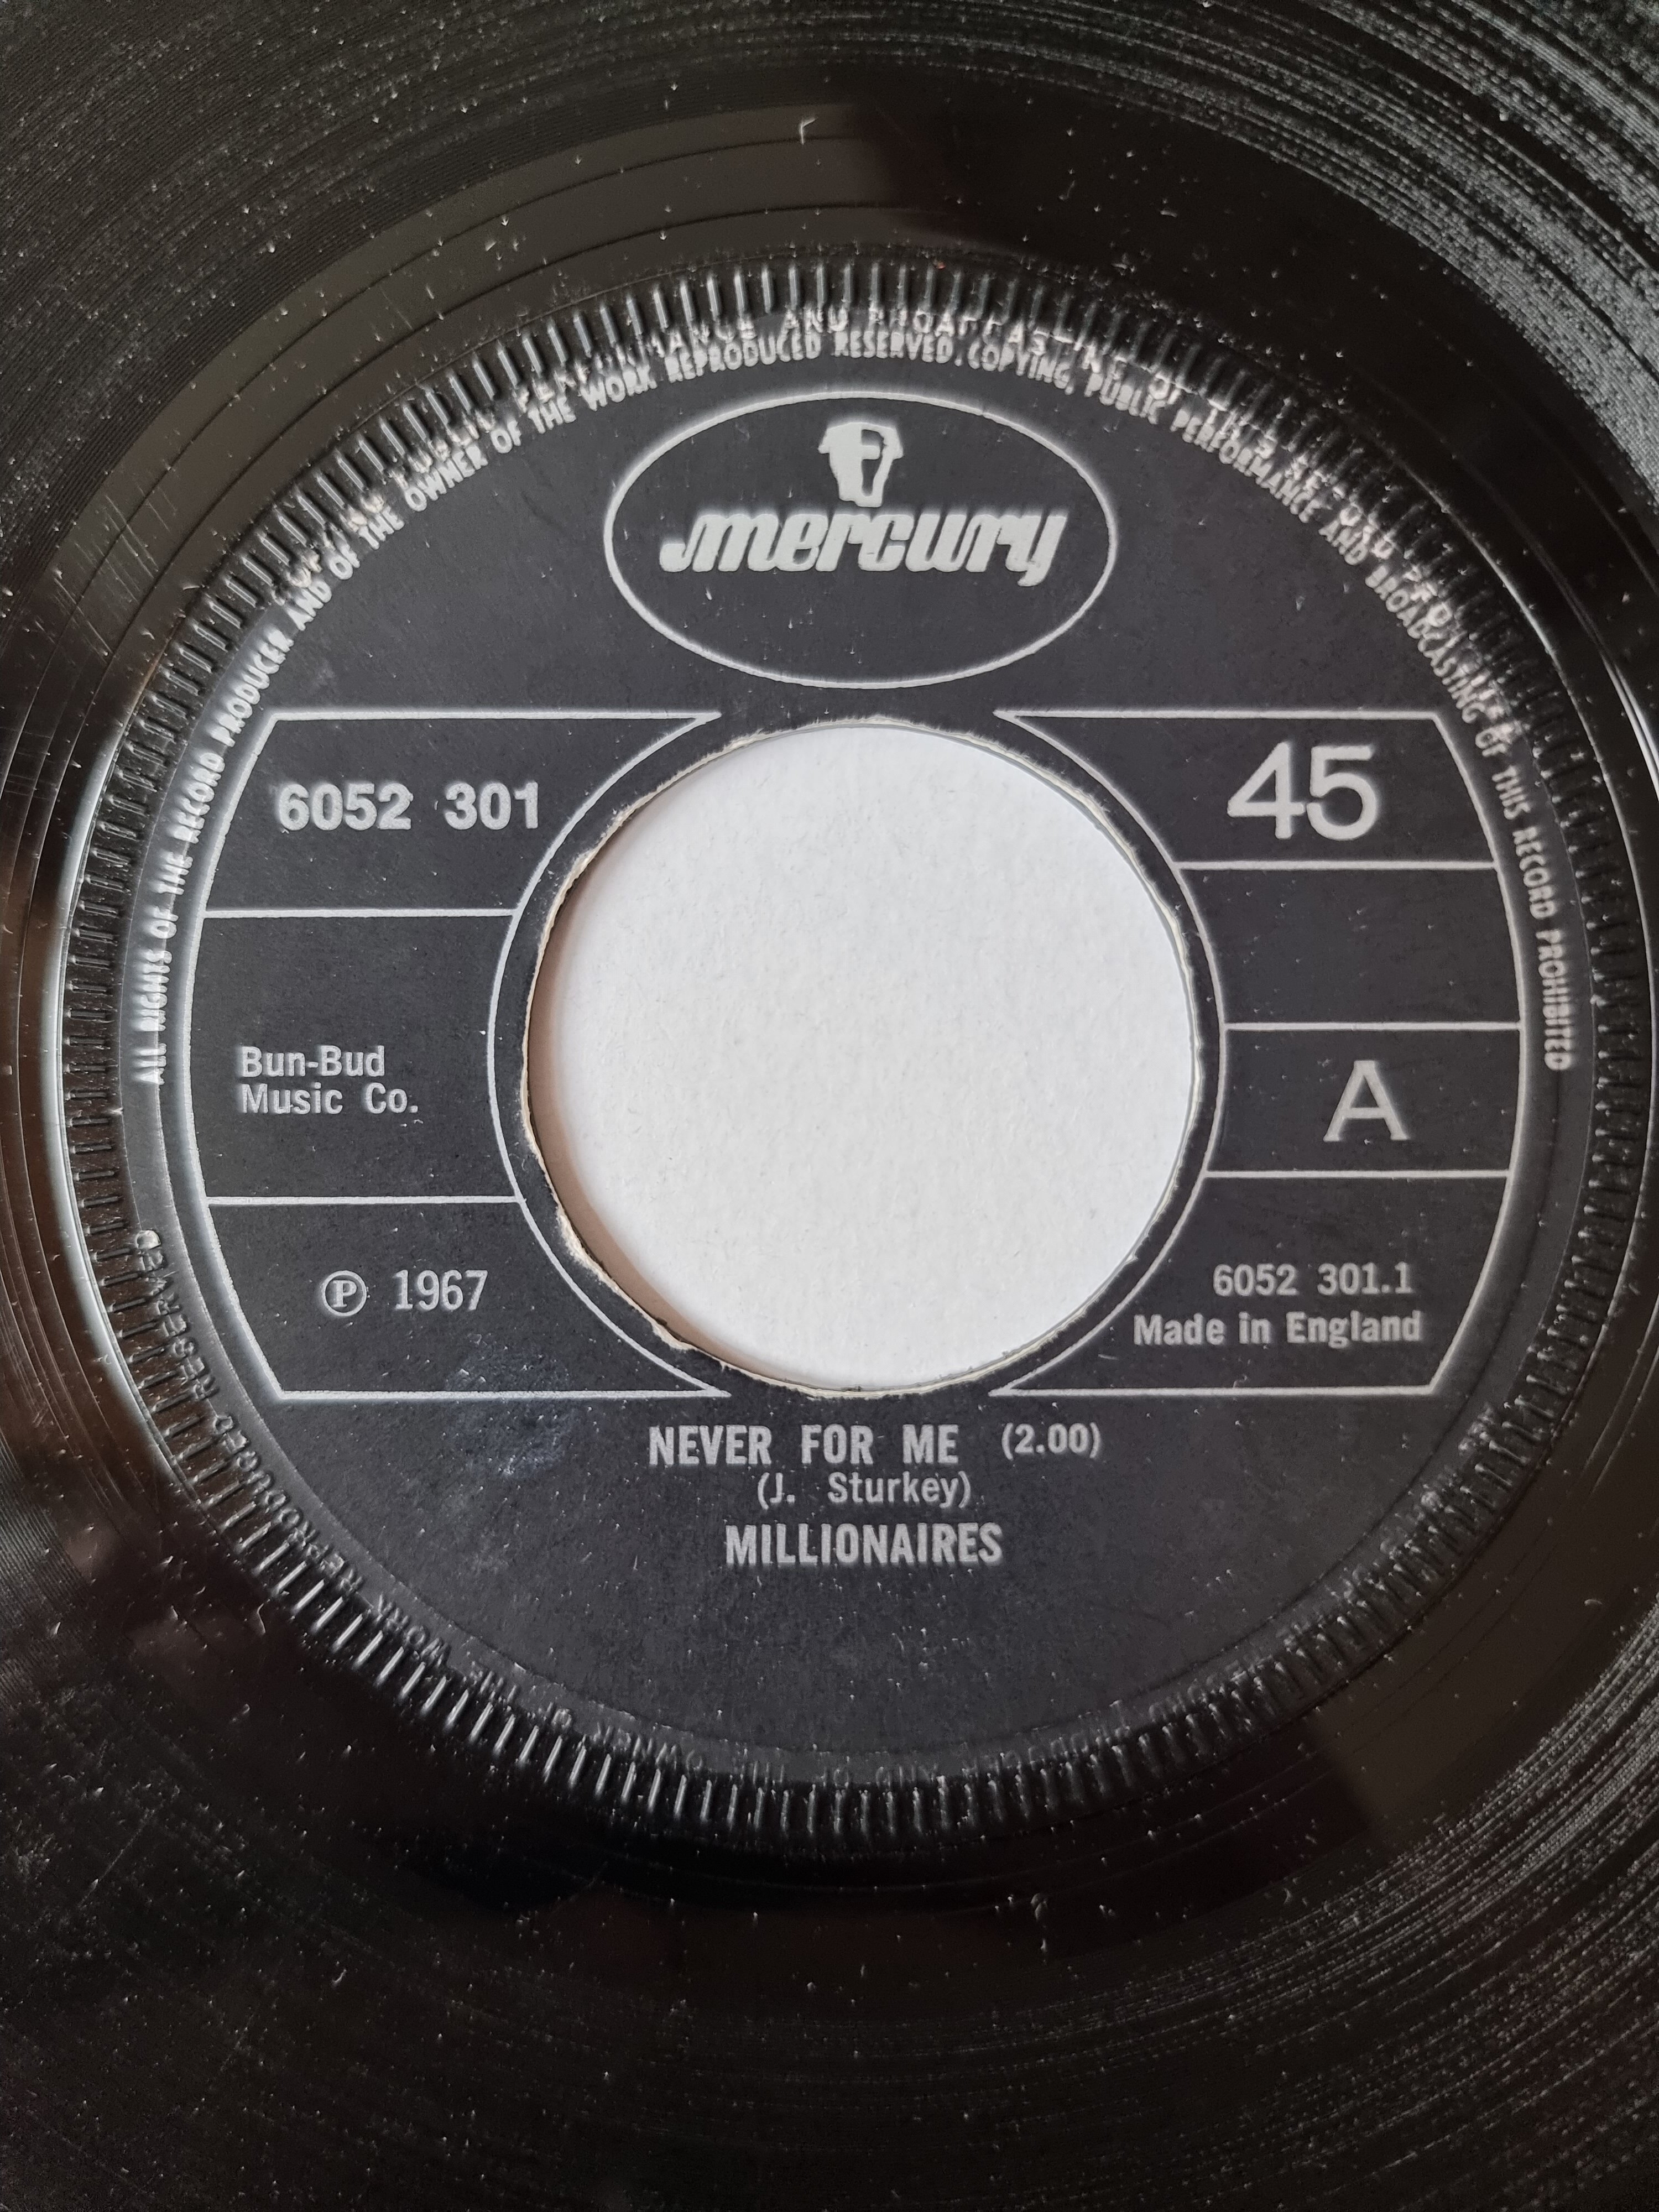 ALL RIGHTS OF THE RECORD PRODUCER AND OF THE OWNER OF THE WORK REPRODUCED RESERVED. COPYING, PUBLIC PERFORMANCE AND BROADCASTING OF THIS RECORD PROHIBITED
mercury
6052 301
45
Bun-Bud
Music Co.
A
℗ 1967
6052 301.1
Made in England
NEVER FOR ME (2.00)
(J. Sturkey)
MILLIONAIRES